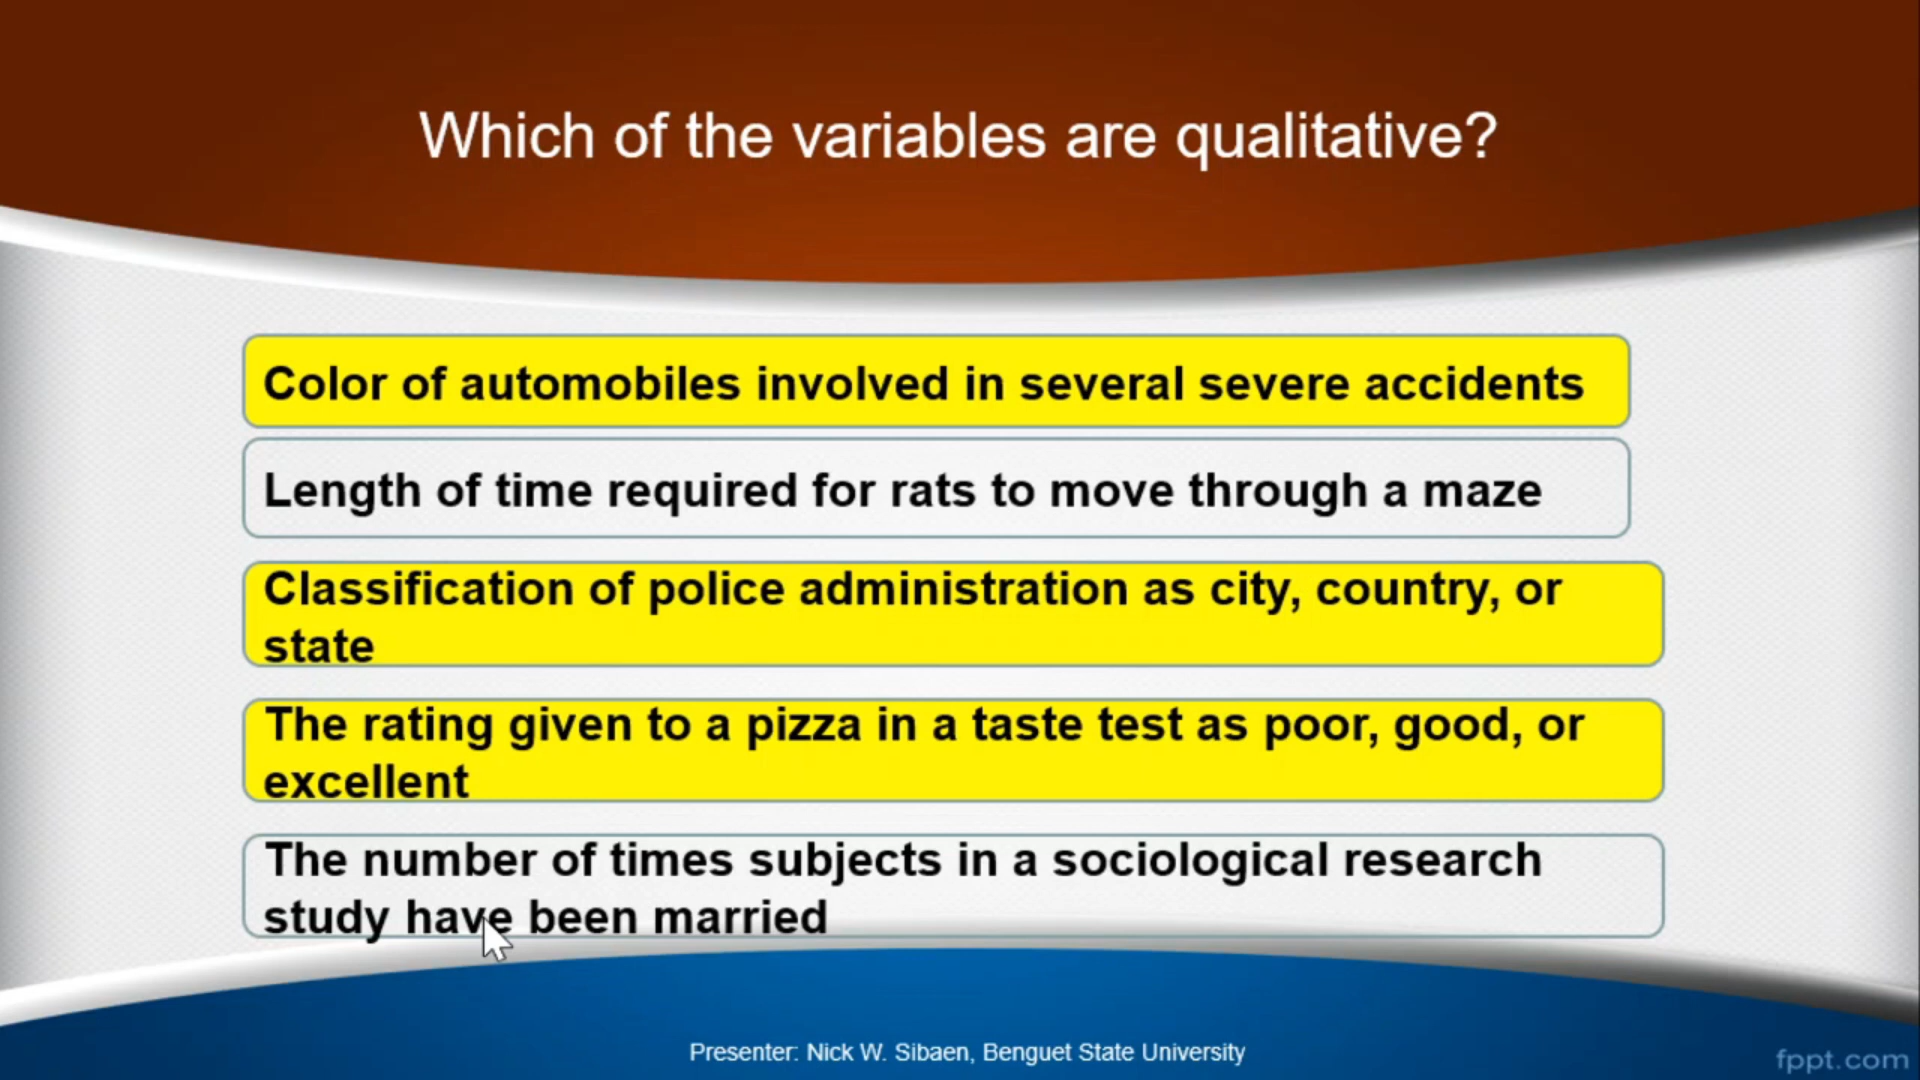 Which of the variables are qualitative?
Color of automobiles involved in several severe accidents
Length of time required for rats to move through a maze
Classification of police administration as city, country, or
state
The rating given to a pizza in a taste test as poor, good, or
excellent
The number of times subjects in a sociological research
study have been married
Presenter: Nick W. Sibaen, Benguet State University
fppt.com